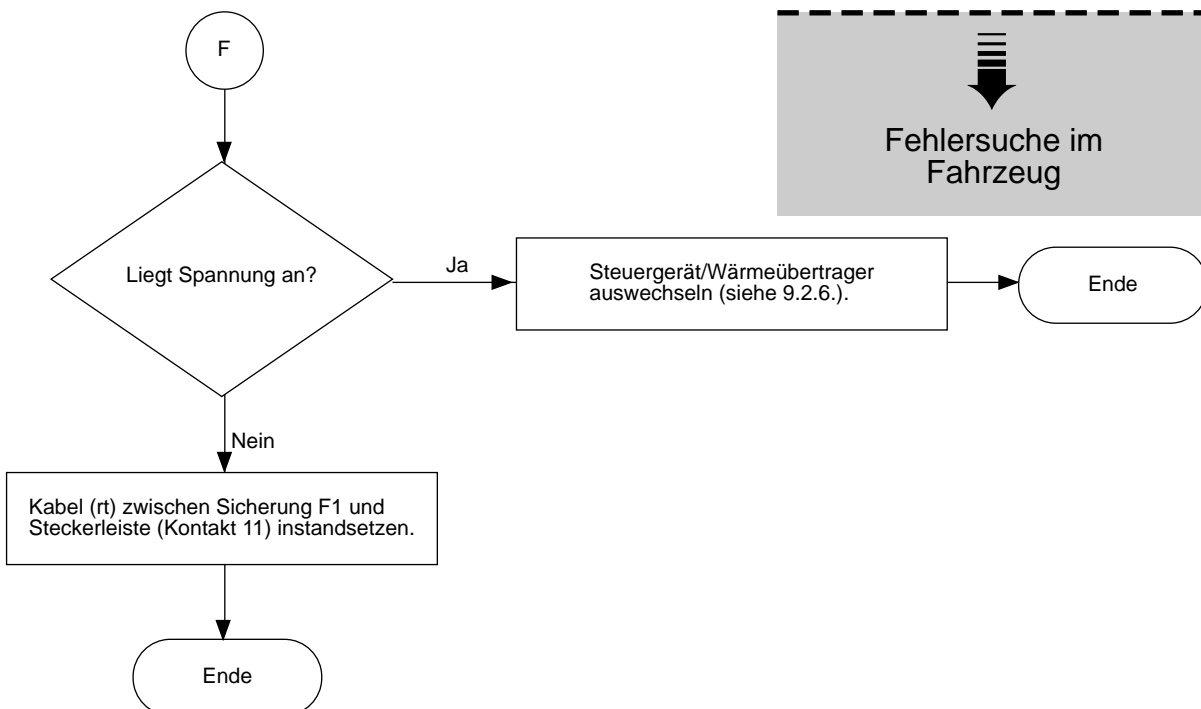 F
Fehlersuche im
Fahrzeug
Liegt Spannung an?
Ja
Steuergerät/Wärmeübertrager
auswechseln (siehe 9.2.6.).
Ende
Nein
Kabel (rt) zwischen Sicherung F1 und
Steckerleiste (Kontakt 11) instandsetzen.
Ende